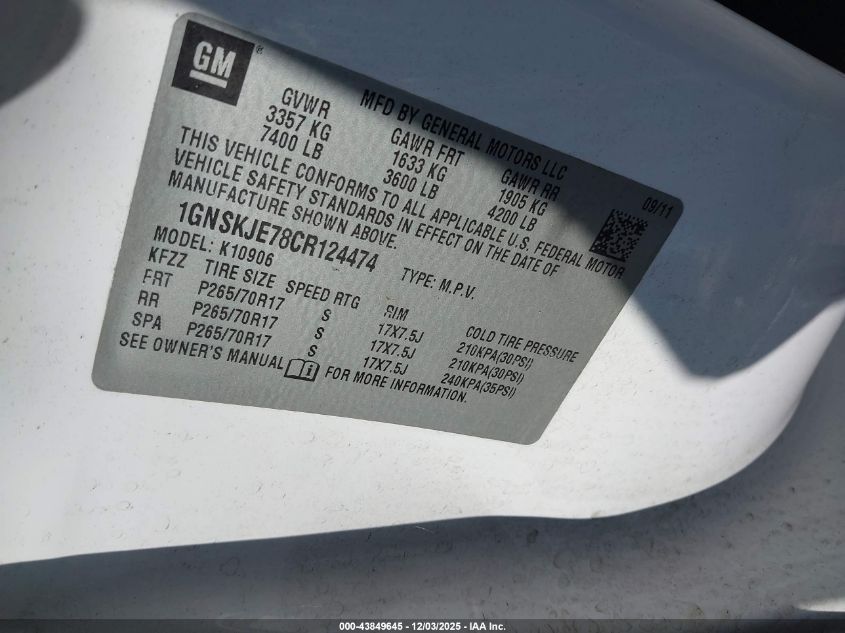 GM ®
MFD BY GENERAL MOTORS LLC 09/11
GVWR GAWR FRT GAWR RR
3357 KG 1633 KG 1905 KG
7400 LB 3600 LB 4200 LB
THIS VEHICLE CONFORMS TO ALL APPLICABLE U.S. FEDERAL MOTOR
VEHICLE SAFETY STANDARDS IN EFFECT ON THE DATE OF
MANUFACTURE SHOWN ABOVE.
1GNSKJE78CR124474 TYPE: M.P.V.
MODEL: K10906
KFZZ TIRE SIZE SPEED RTG RIM COLD TIRE PRESSURE
FRT P265/70R17 S 17X7.5J 210KPA(30PSI)
RR P265/70R17 S 17X7.5J 210KPA(30PSI)
SPA P265/70R17 S 17X7.5J 240KPA(35PSI)
SEE OWNER'S MANUAL FOR MORE INFORMATION.
000-43849645 - 12/03/2025 - IAA Inc.